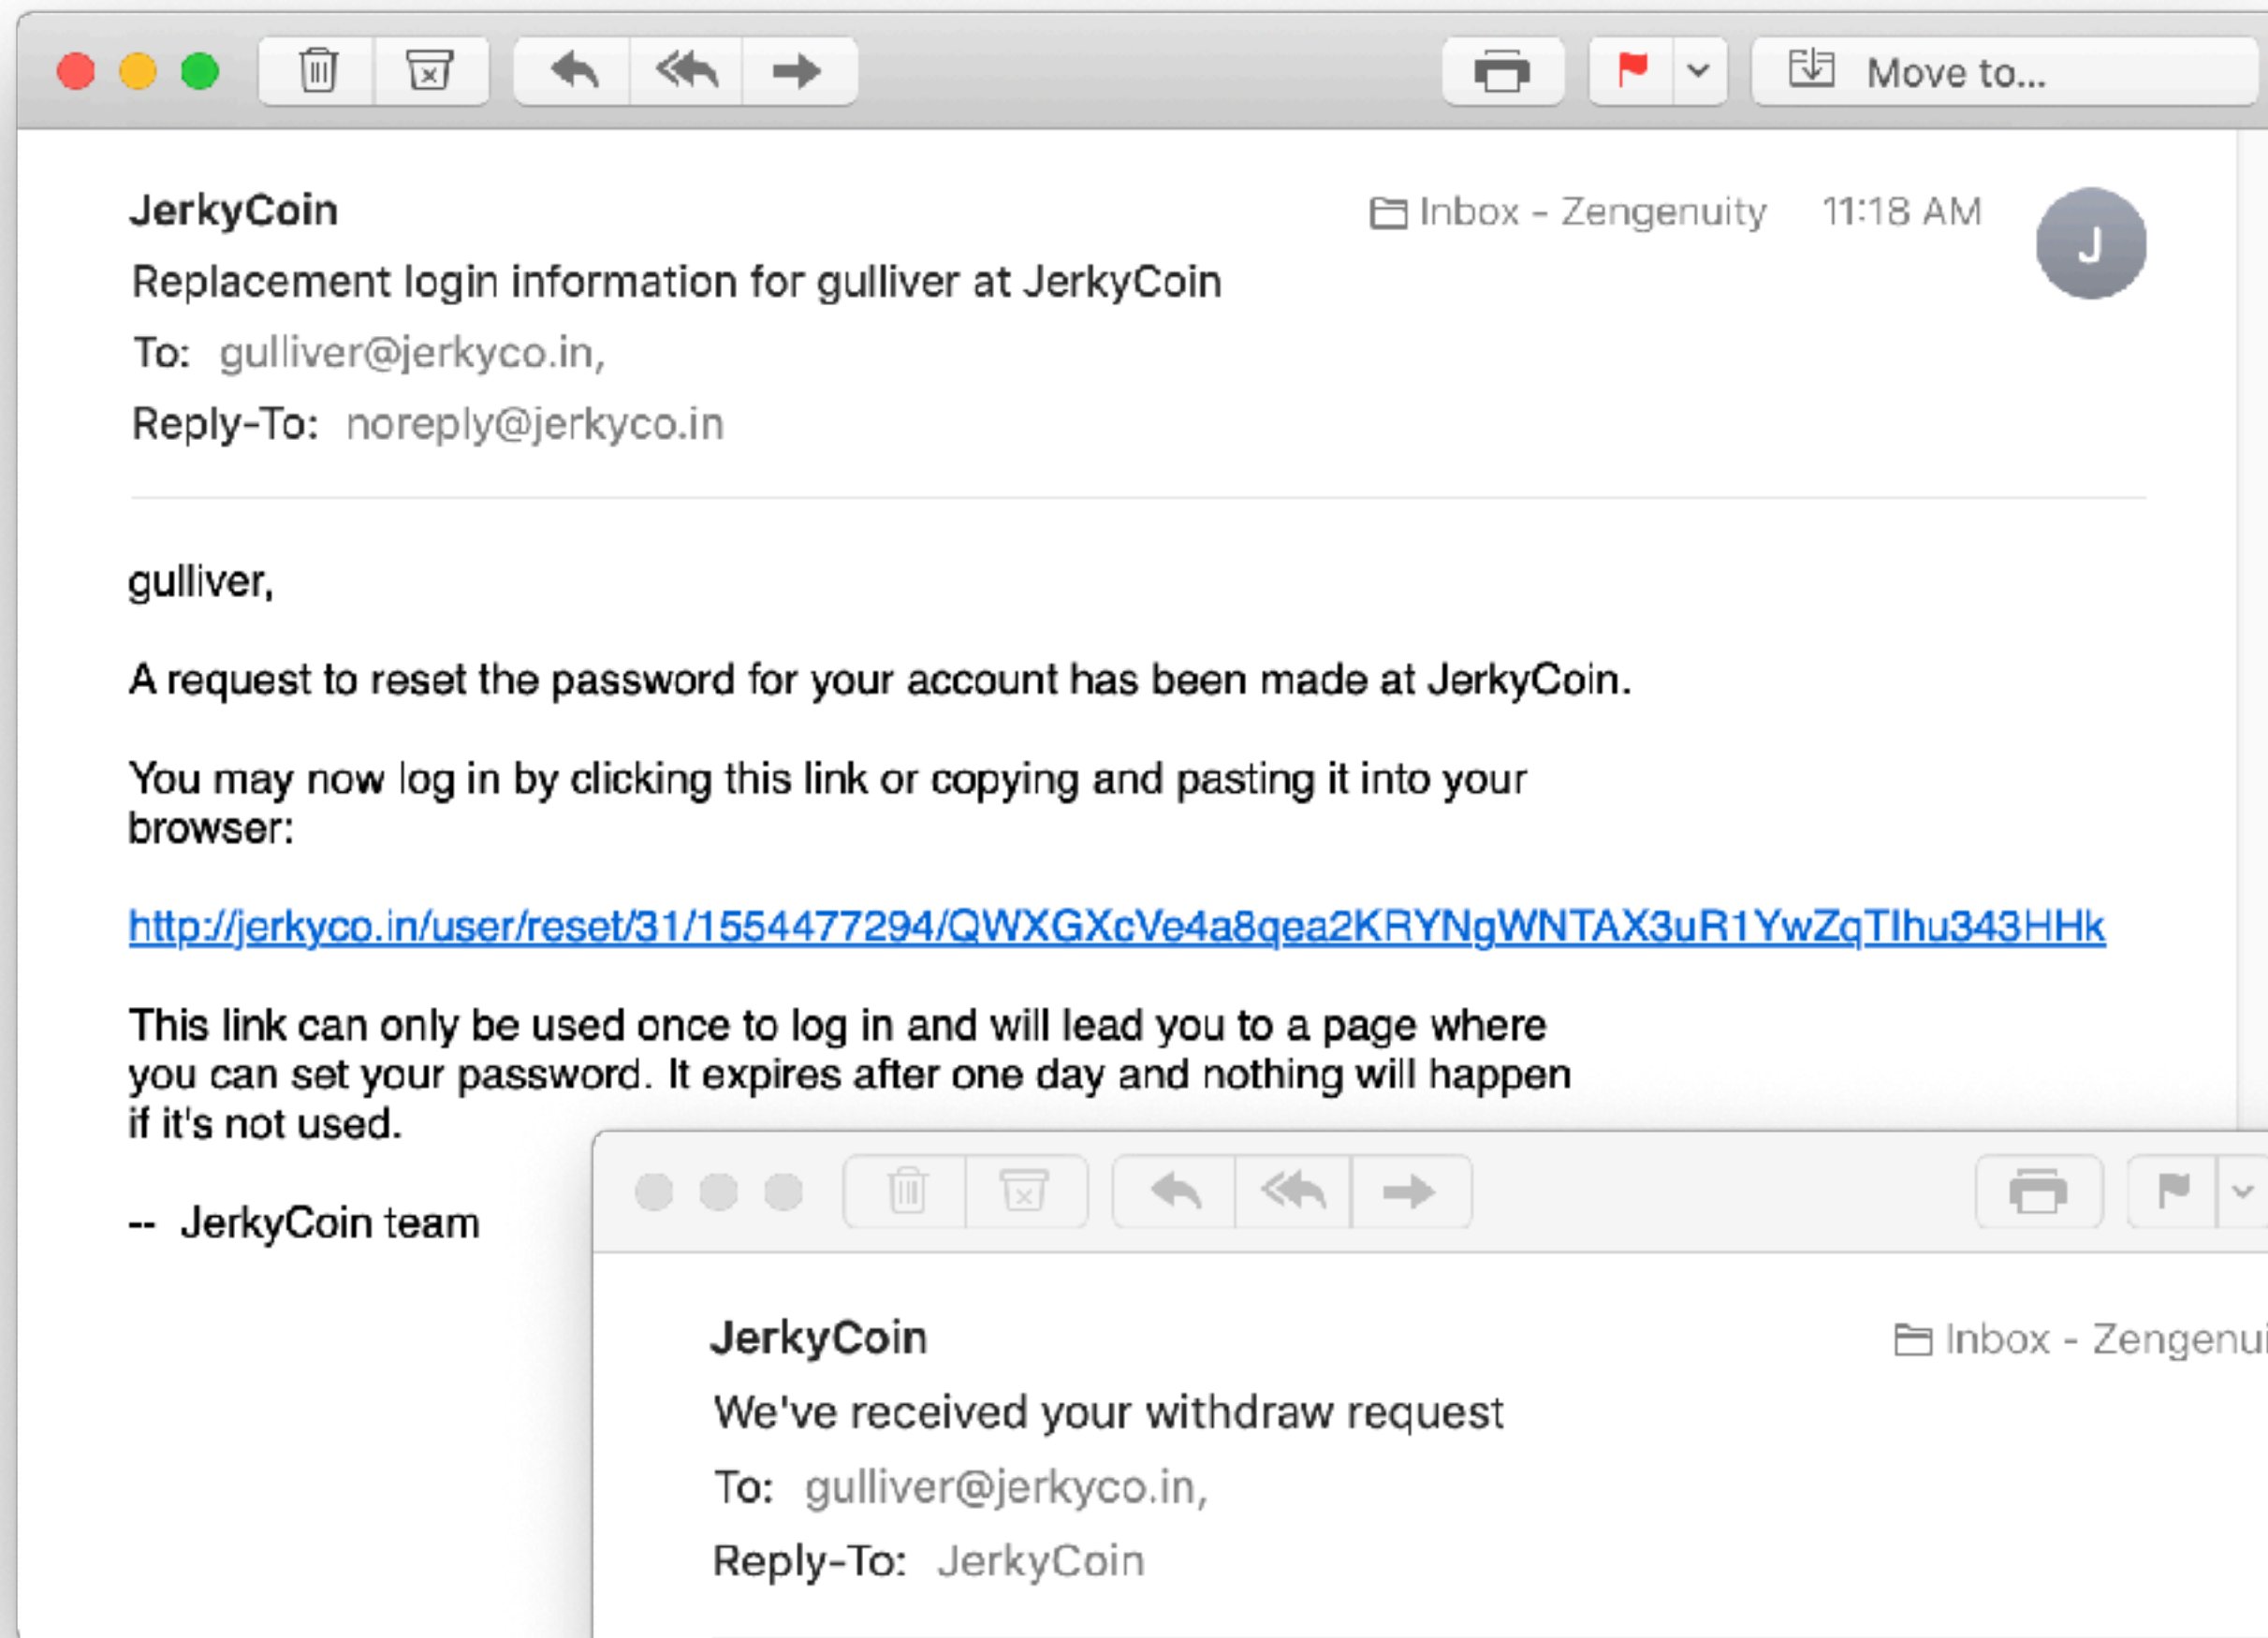 Move to...
JerkyCoin
Inbox - Zengenuity 11:18 AM
J
Replacement login information for gulliver at JerkyCoin
To: gulliver@jerkyco.in,
Reply-To: noreply@jerkyco.in
gulliver,
A request to reset the password for your account has been made at JerkyCoin.
You may now log in by clicking this link or copying and pasting it into your
browser:
http://jerkyco.in/user/reset/31/1554477294/QWXGXcVe4a8qea2KRYNgWNTAX3uR1YwZqTIhu343HHk
This link can only be used once to log in and will lead you to a page where
you can set your password. It expires after one day and nothing will happen
if it's not used.
-- JerkyCoin team
JerkyCoin
Inbox - Zengenui
We've received your withdraw request
To: gulliver@jerkyco.in,
Reply-To: JerkyCoin